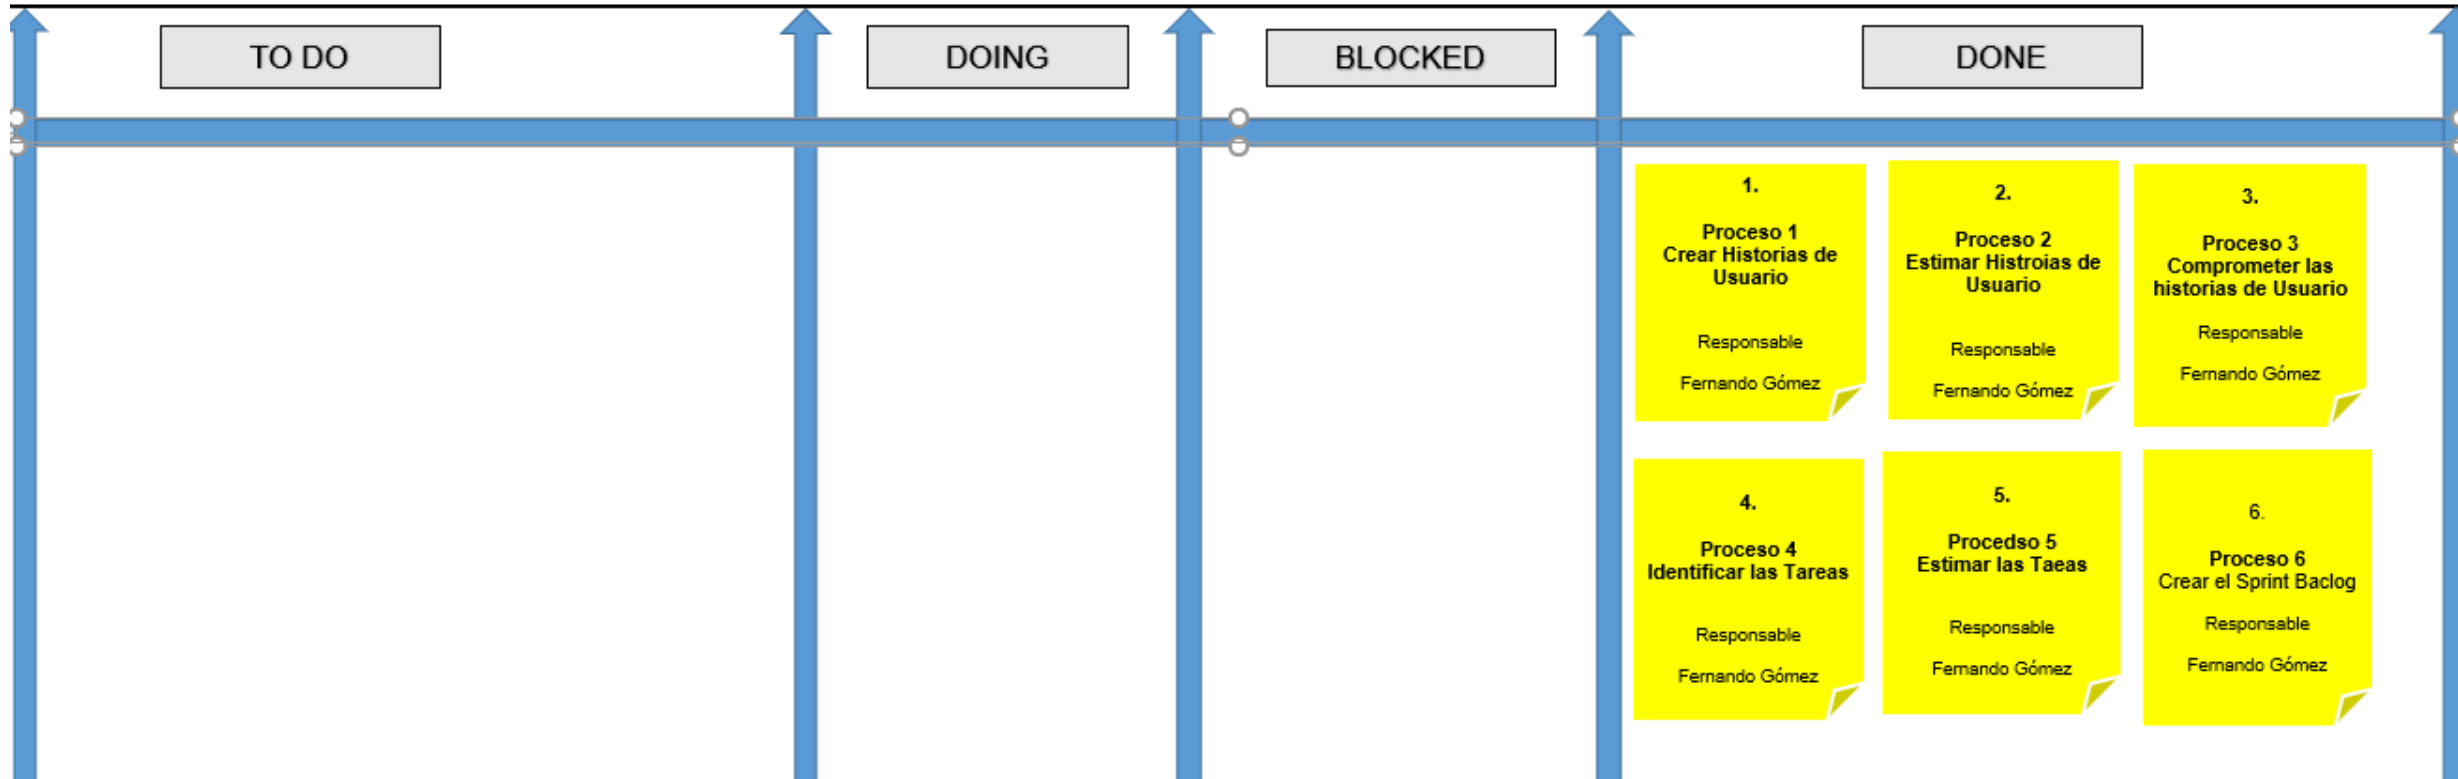 TO DO
DOING
BLOCKED
DONE
1.
Proceso 1
Crear Historias de
Usuario
Responsable
Fernando Gómez
2.
Proceso 2
Estimar Histroias de
Usuario
Responsable
Fernando Gómez
3.
Proceso 3
Comprometer las
historias de Usuario
Responsable
Fernando Gómez
4.
Proceso 4
Identificar las Tareas
Responsable
Fernando Gómez
5.
Procedso 5
Estimar las Taeas
Responsable
Fernando Gómez
6.
Proceso 6
Crear el Sprint Baclog
Responsable
Fernando Gómez